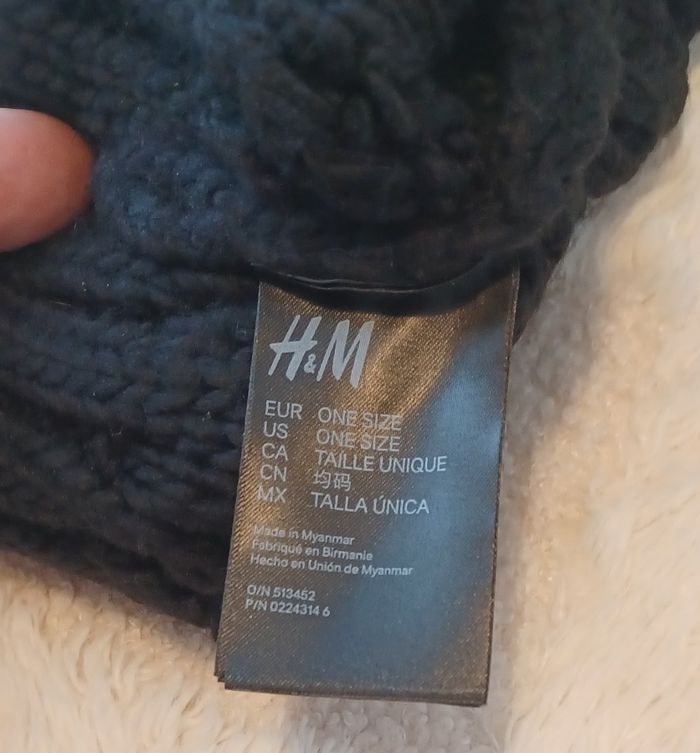 H&M
EUR ONE SIZE
US ONE SIZE
CA TAILLE UNIQUE
CN 均码
MX TALLA ÚNICA
Made in Myanmar
Fabriqué en Birmanie
Hecho en Unión de Myanmar
O/N 513452
P/N 0224314 6